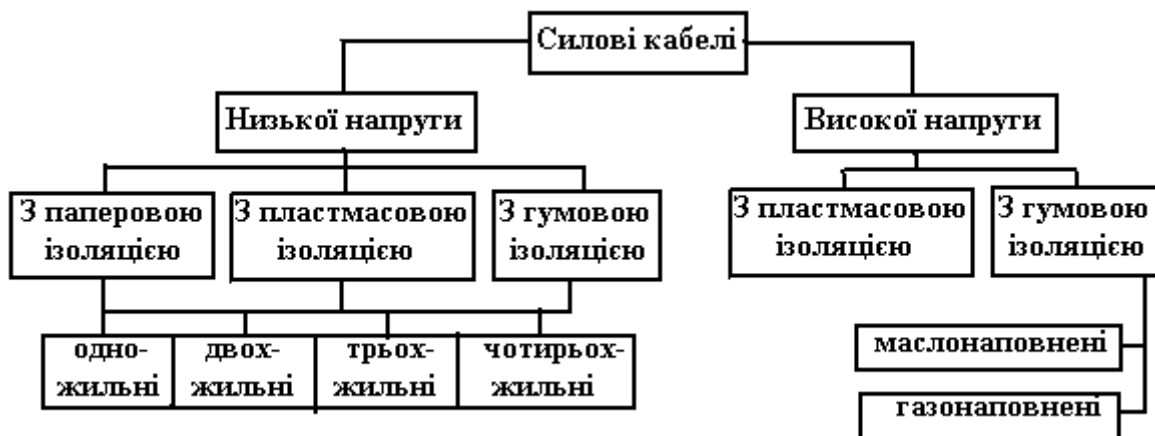 Силові кабелі
Низької напруги
Високої напруги
З паперовою
ізоляцією
З пластмасовою
ізоляцією
З гумовою
ізоляцією
З пластмасовою
ізоляцією
З гумовою
ізоляцією
одно-
жильні
двох-
жильні
трьох-
жильні
чотирьох-
жильні
маслонаповнені
газонаповнені